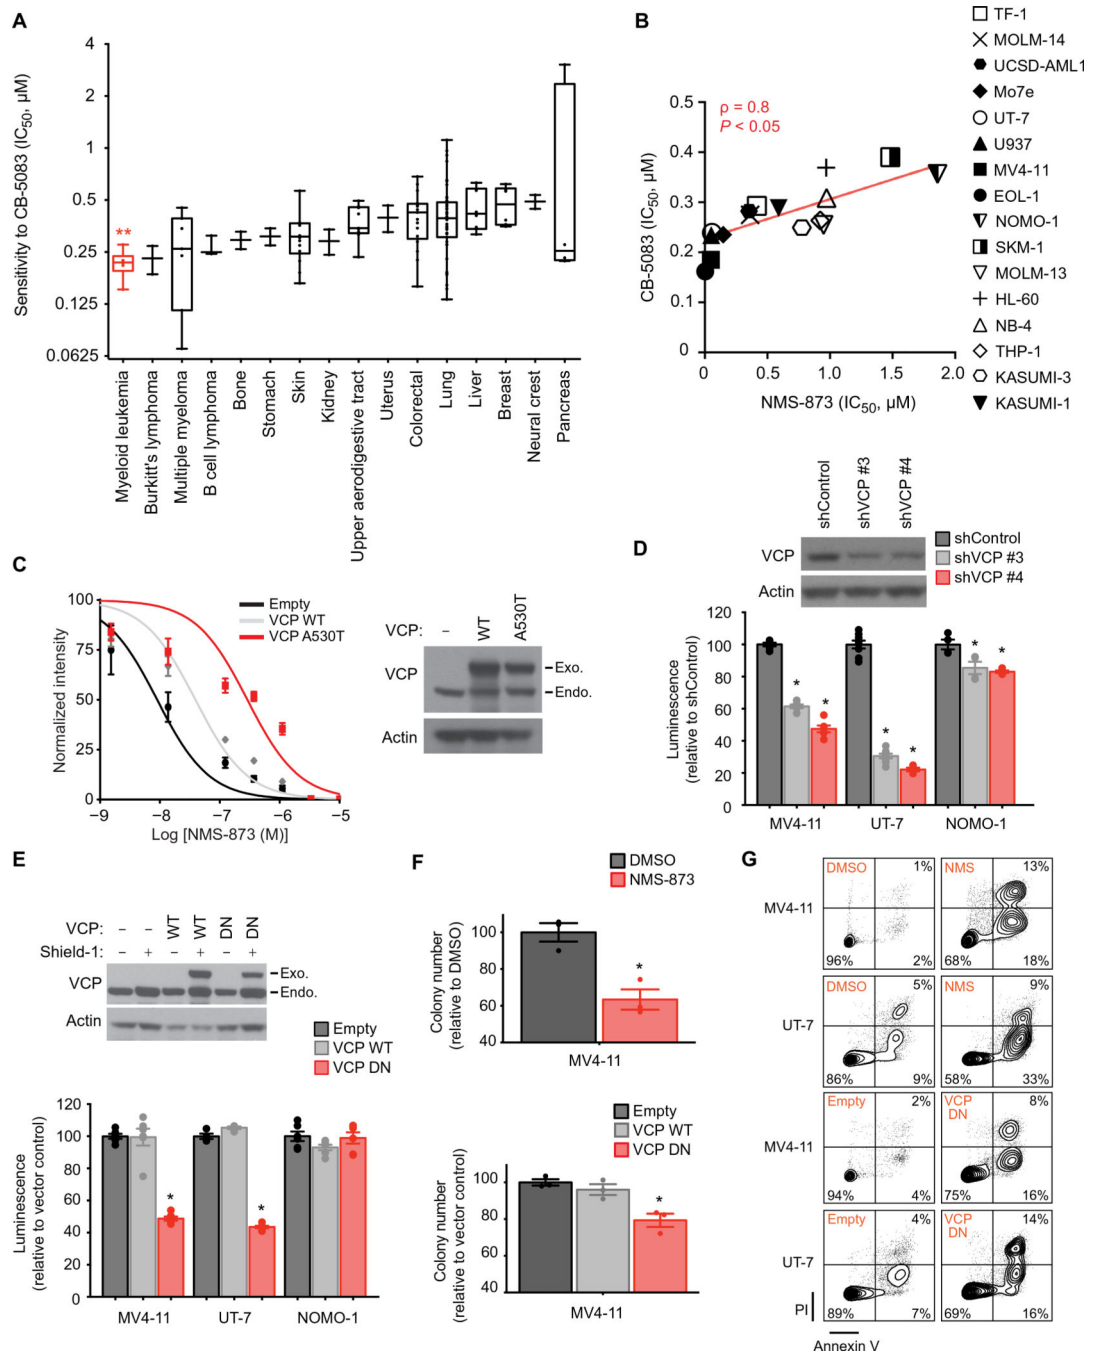 A
Sensitivity to CB-5083 (IC50, µM)
4
2
1
0.5
0.25
0.125
0.0625
**
Myeloid leukemia
Burkitt's lymphoma
Multiple myeloma
B cell lymphoma
Bone
Stomach
Skin
Kidney
Upper aerodigestive tract
Uterus
Colorectal
Lung
Liver
Breast
Neural crest
Pancreas
B
ρ = 0.8
P < 0.05
CB-5083 (IC50, µM)
0.5
0.4
0.3
0.2
0.1
0
0
0.5
1.0
1.5
2.0
NMS-873 (IC50, µM)
TF-1
MOLM-14
UCSD-AML1
Mo7e
UT-7
U937
MV4-11
EOL-1
NOMO-1
SKM-1
MOLM-13
HL-60
NB-4
THP-1
KASUMI-3
KASUMI-1
C
Normalized intensity
100
75
50
25
0
−9
−8
−7
−6
−5
Log [NMS-873 (M)]
Empty
VCP WT
VCP A530T
VCP:
–
WT
A530T
VCP
Exo.
Endo.
Actin
D
shControl
shVCP #3
shVCP #4
VCP
Actin
shControl
shVCP #3
shVCP #4
Luminescence
(relative to shControl)
120
100
80
60
40
20
0
* * * * * *
MV4-11
UT-7
NOMO-1
E
VCP:
– – WT WT DN DN
Shield-1:
– + – + – +
VCP
Exo.
Endo.
Actin
Empty
VCP WT
VCP DN
Luminescence
(relative to vector control)
120
100
80
60
40
20
0
* *
MV4-11
UT-7
NOMO-1
F
DMSO
NMS-873
Colony number
(relative to DMSO)
100
80
60
40
*
MV4-11
Empty
VCP WT
VCP DN
Colony number
(relative to vector control)
100
80
60
40
*
MV4-11
G
MV4-11
DMSO
1%
96%
2%
NMS
13%
68%
18%
UT-7
DMSO
5%
86%
9%
NMS
9%
58%
33%
MV4-11
Empty
2%
94%
4%
VCP
DN
8%
75%
16%
UT-7
Empty
4%
89%
7%
VCP
DN
14%
69%
16%
PI
Annexin V